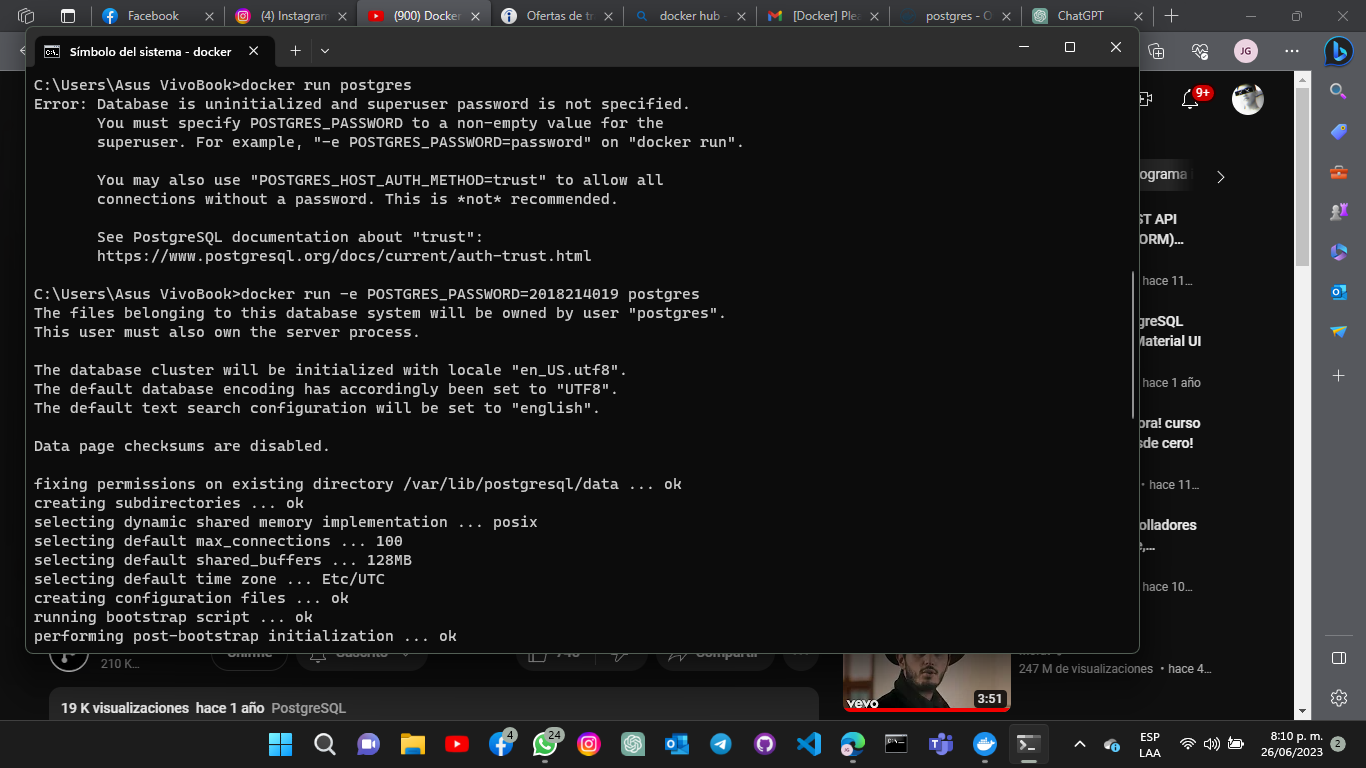 Facebook
(4) Instagram
(900) Docker
Ofertas de tr
docker hub -
[Docker] Plea
postgres - O
ChatGPT
Símbolo del sistema - docker
JG
C:\Users\Asus VivoBook>docker run postgres
Error: Database is uninitialized and superuser password is not specified.
You must specify POSTGRES_PASSWORD to a non-empty value for the
superuser. For example, "-e POSTGRES_PASSWORD=password" on "docker run".
You may also use "POSTGRES_HOST_AUTH_METHOD=trust" to allow all
connections without a password. This is *not* recommended.
See PostgreSQL documentation about "trust":
https://www.postgresql.org/docs/current/auth-trust.html
C:\Users\Asus VivoBook>docker run -e POSTGRES_PASSWORD=2018214019 postgres
The files belonging to this database system will be owned by user "postgres".
This user must also own the server process.
The database cluster will be initialized with locale "en_US.utf8".
The default database encoding has accordingly been set to "UTF8".
The default text search configuration will be set to "english".
Data page checksums are disabled.
fixing permissions on existing directory /var/lib/postgresql/data ... ok
creating subdirectories ... ok
selecting dynamic shared memory implementation ... posix
selecting default max_connections ... 100
selecting default shared_buffers ... 128MB
selecting default time zone ... Etc/UTC
creating configuration files ... ok
running bootstrap script ... ok
performing post-bootstrap initialization ... ok
9+
ograma
ST API
ORM)...
hace 11...
greSQL
Material UI
hace 1 año
ora! curso
sde cero!
• hace 11...
olladores
e,...
hace 10...
210 K...
Unirme
Suscrito
Compartir
247 M de visualizaciones • hace 4...
vevo
3:51
19 K visualizaciones hace 1 año PostgreSQL
4
24
ESP
LAA
8:10 p. m.
26/06/2023
2